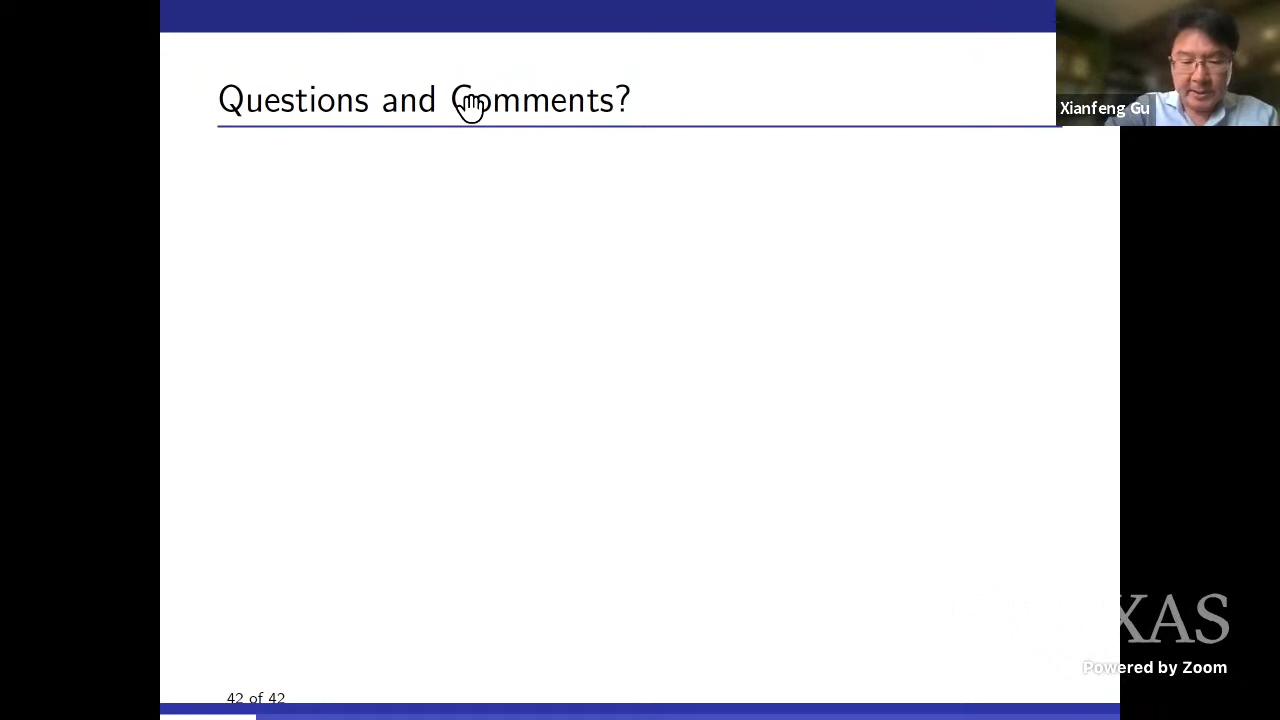 Questions and Comments?
Xianfeng Gu
XAS
Powered by Zoom
42 of 42